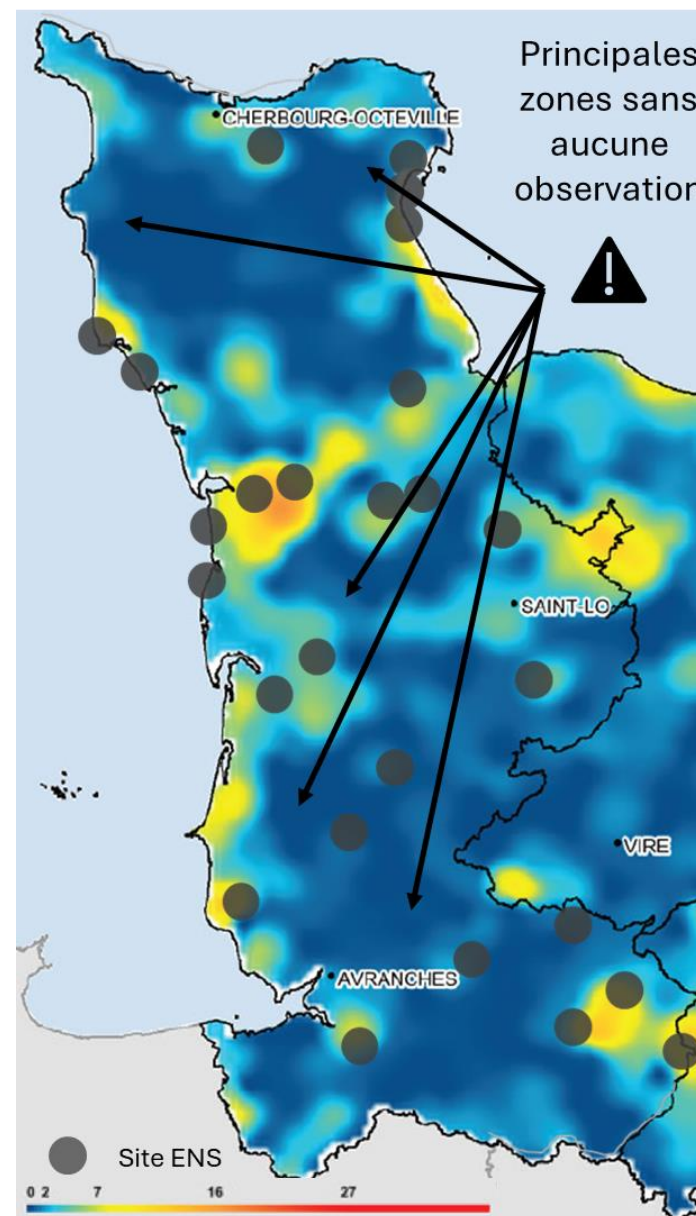 Principales
zones sans
aucune
observation
CHERBOURG-OCTEVILLE
SAINT-LO
VIRE
AVRANCHES
Site ENS
0 2 7 16 27